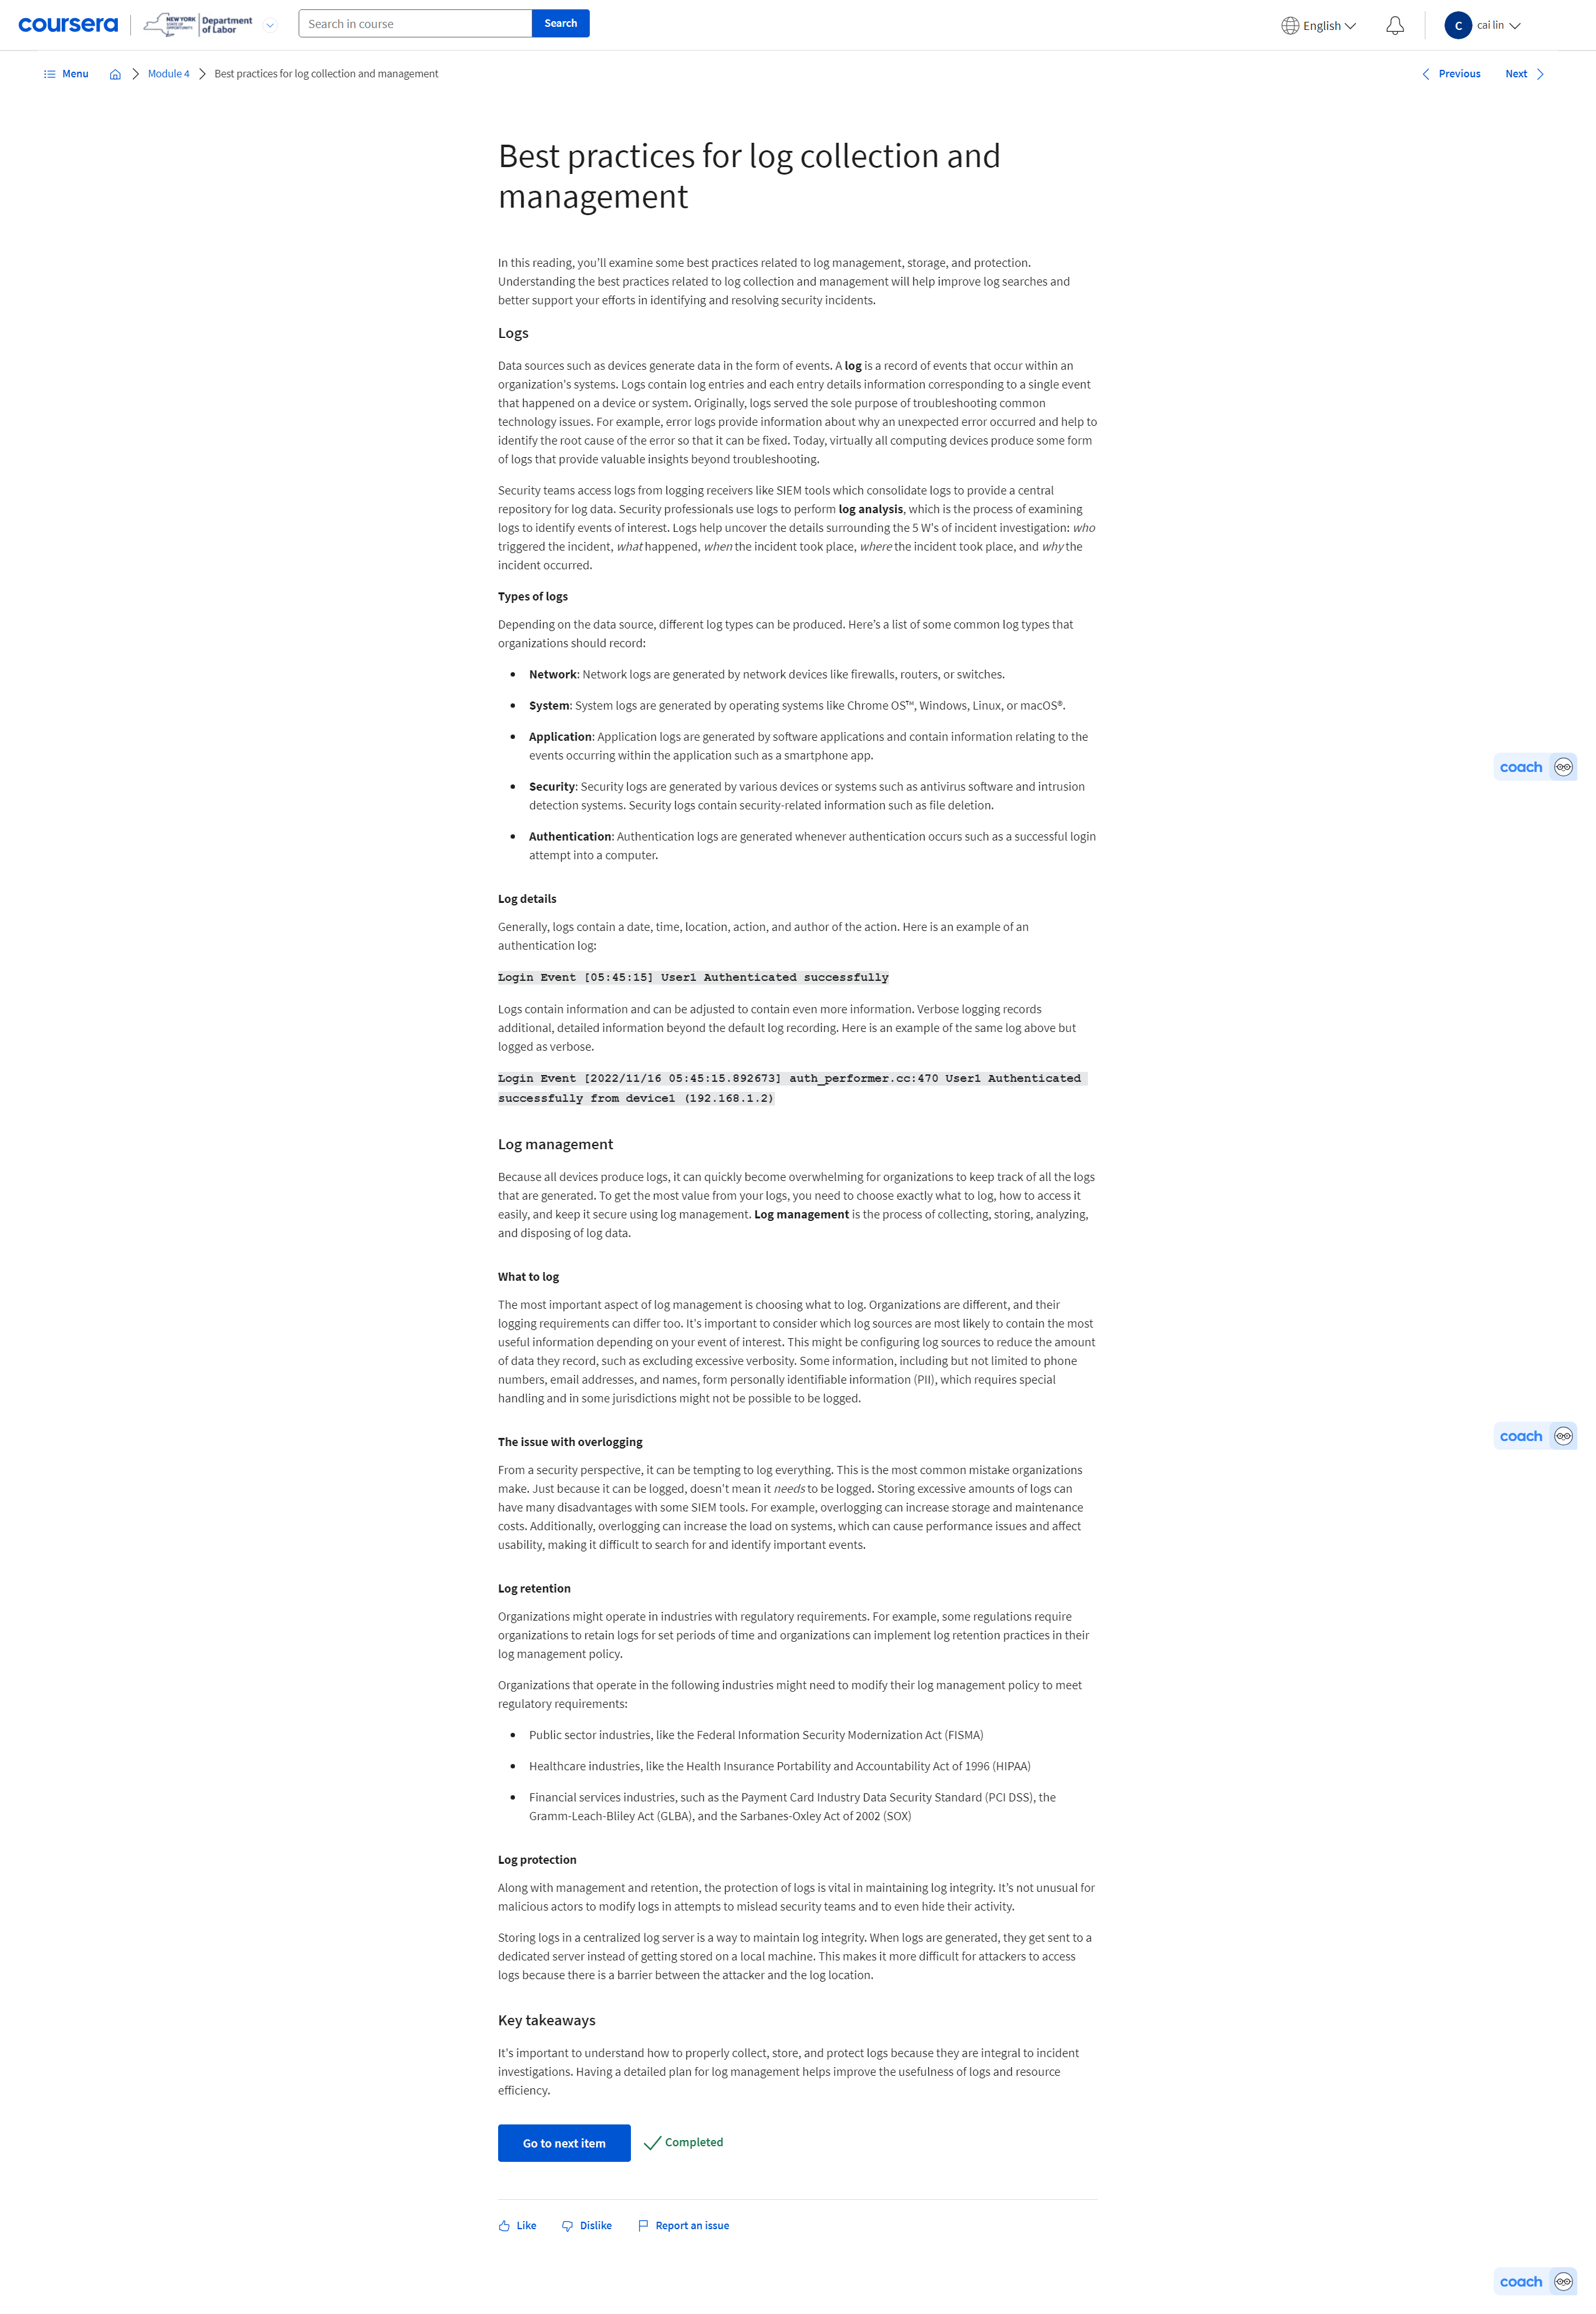 coursera
NEW YORK
STATE OF
OPPORTUNITY
Department
of Labor
Search in course
Search
English
C
cai lin
Menu
Module 4
Best practices for log collection and management
Previous
Next
Best practices for log collection and
management
In this reading, you'll examine some best practices related to log management, storage, and protection.
Understanding the best practices related to log collection and management will help improve log searches and
better support your efforts in identifying and resolving security incidents.
Logs
Data sources such as devices generate data in the form of events. A log is a record of events that occur within an
organization's systems. Logs contain log entries and each entry details information corresponding to a single event
that happened on a device or system. Originally, logs served the sole purpose of troubleshooting common
technology issues. For example, error logs provide information about why an unexpected error occurred and help to
identify the root cause of the error so that it can be fixed. Today, virtually all computing devices produce some form
of logs that provide valuable insights beyond troubleshooting.
Security teams access logs from logging receivers like SIEM tools which consolidate logs to provide a central
repository for log data. Security professionals use logs to perform log analysis, which is the process of examining
logs to identify events of interest. Logs help uncover the details surrounding the 5 W's of incident investigation: who
triggered the incident, what happened, when the incident took place, where the incident took place, and why the
incident occurred.
Types of logs
Depending on the data source, different log types can be produced. Here's a list of some common log types that
organizations should record:
• Network: Network logs are generated by network devices like firewalls, routers, or switches.
• System: System logs are generated by operating systems like Chrome OS™, Windows, Linux, or macOS®.
• Application: Application logs are generated by software applications and contain information relating to the
events occurring within the application such as a smartphone app.
coach
• Security: Security logs are generated by various devices or systems such as antivirus software and intrusion
detection systems. Security logs contain security-related information such as file deletion.
• Authentication: Authentication logs are generated whenever authentication occurs such as a successful login
attempt into a computer.
Log details
Generally, logs contain a date, time, location, action, and author of the action. Here is an example of an
authentication log:
Login Event [05:45:15] User1 Authenticated successfully
Logs contain information and can be adjusted to contain even more information. Verbose logging records
additional, detailed information beyond the default log recording. Here is an example of the same log above but
logged as verbose.
Login Event [2022/11/16 05:45:15.892673] auth_performer.cc:470 User1 Authenticated
successfully from device1 (192.168.1.2)
Log management
Because all devices produce logs, it can quickly become overwhelming for organizations to keep track of all the logs
that are generated. To get the most value from your logs, you need to choose exactly what to log, how to access it
easily, and keep it secure using log management. Log management is the process of collecting, storing, analyzing,
and disposing of log data.
What to log
The most important aspect of log management is choosing what to log. Organizations are different, and their
logging requirements can differ too. It's important to consider which log sources are most likely to contain the most
useful information depending on your event of interest. This might be configuring log sources to reduce the amount
of data they record, such as excluding excessive verbosity. Some information, including but not limited to phone
numbers, email addresses, and names, form personally identifiable information (PII), which requires special
handling and in some jurisdictions might not be possible to be logged.
coach
The issue with overlogging
From a security perspective, it can be tempting to log everything. This is the most common mistake organizations
make. Just because it can be logged, doesn't mean it needs to be logged. Storing excessive amounts of logs can
have many disadvantages with some SIEM tools. For example, overlogging can increase storage and maintenance
costs. Additionally, overlogging can increase the load on systems, which can cause performance issues and affect
usability, making it difficult to search for and identify important events.
Log retention
Organizations might operate in industries with regulatory requirements. For example, some regulations require
organizations to retain logs for set periods of time and organizations can implement log retention practices in their
log management policy.
Organizations that operate in the following industries might need to modify their log management policy to meet
regulatory requirements:
• Public sector industries, like the Federal Information Security Modernization Act (FISMA)
• Healthcare industries, like the Health Insurance Portability and Accountability Act of 1996 (HIPAA)
• Financial services industries, such as the Payment Card Industry Data Security Standard (PCI DSS), the
Gramm-Leach-Bliley Act (GLBA), and the Sarbanes-Oxley Act of 2002 (SOX)
Log protection
Along with management and retention, the protection of logs is vital in maintaining log integrity. It's not unusual for
malicious actors to modify logs in attempts to mislead security teams and to even hide their activity.
Storing logs in a centralized log server is a way to maintain log integrity. When logs are generated, they get sent to a
dedicated server instead of getting stored on a local machine. This makes it more difficult for attackers to access
logs because there is a barrier between the attacker and the log location.
Key takeaways
It's important to understand how to properly collect, store, and protect logs because they are integral to incident
investigations. Having a detailed plan for log management helps improve the usefulness of logs and resource
efficiency.
Go to next item
Completed
Like
Dislike
Report an issue
coach